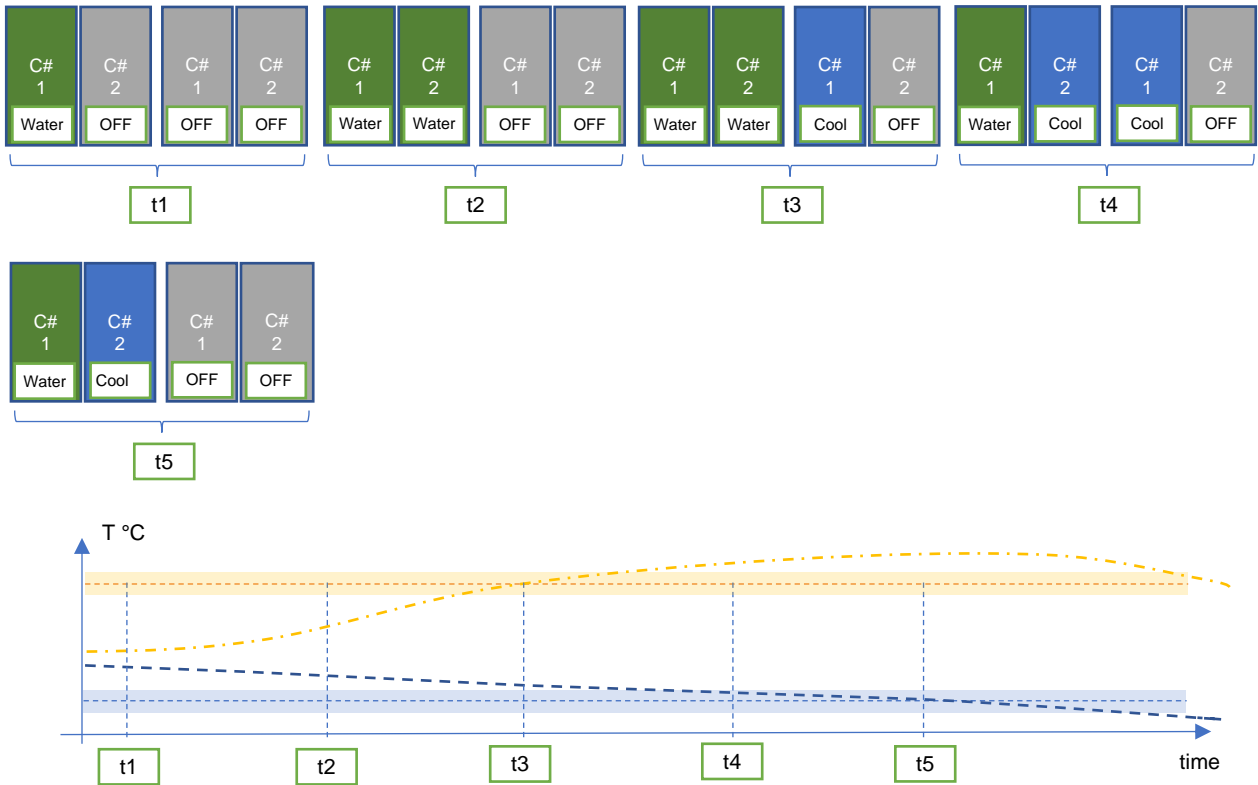 C# C# C# C# C# C# C# C# C# C# C# C# C# C# C# C#
1 2 1 2 1 2 1 2 1 2 1 2 1 2 1 2
Water OFF OFF OFF Water Water OFF OFF Water Water Cool OFF Water Cool Cool OFF
t1 t2 t3 t4
C# C# C# C#
1 2 1 2
Water Cool OFF OFF
t5
T °C
t1 t2 t3 t4 t5 time